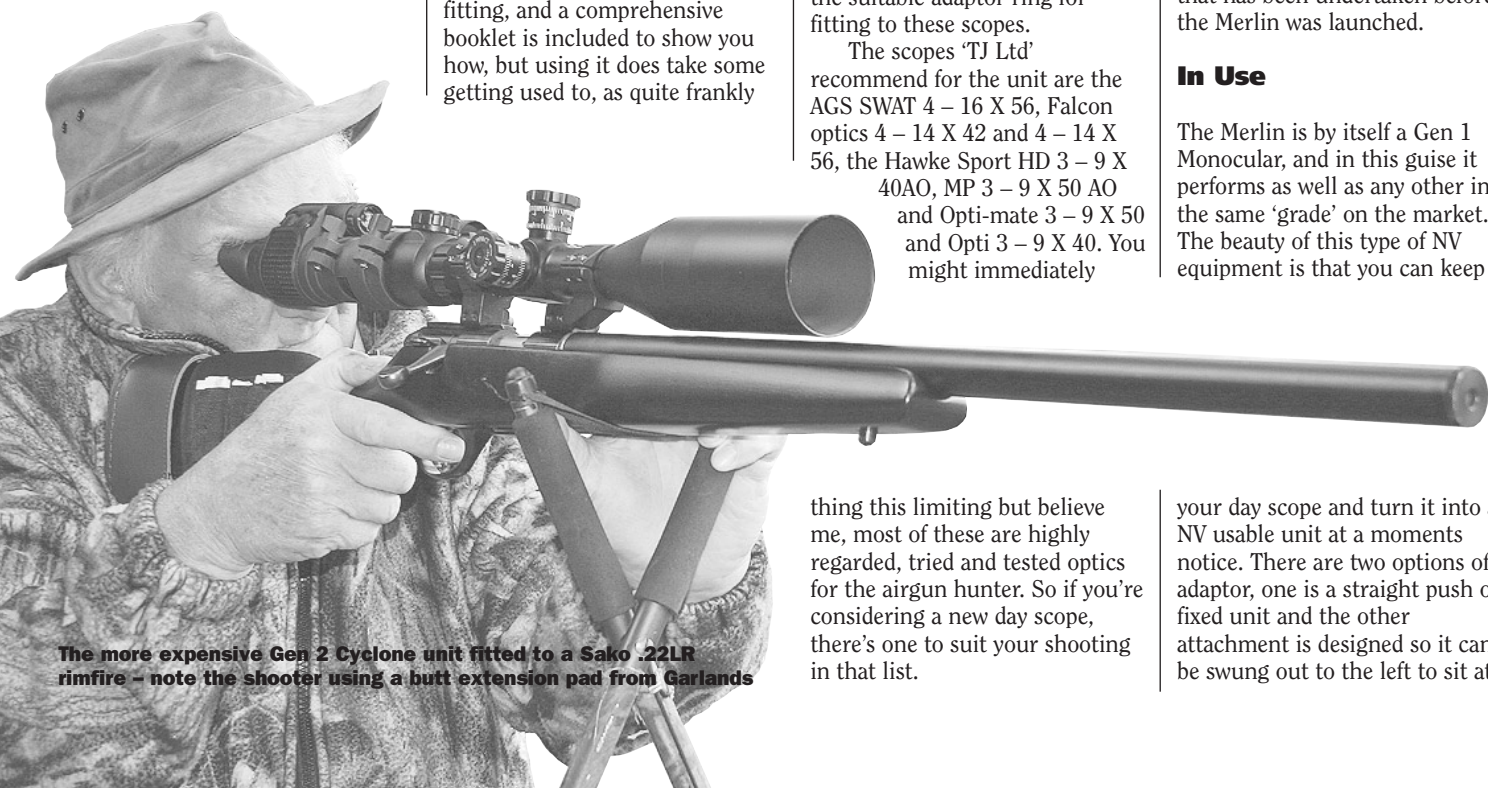 fitting, and a comprehensive
booklet is included to show you
how, but using it does take some
getting used to, as quite frankly
the suitable adaptor ring for
fitting to these scopes.
The scopes ‘TJ Ltd’
recommend for the unit are the
AGS SWAT 4 – 16 X 56, Falcon
optics 4 – 14 X 42 and 4 – 14 X
56, the Hawke Sport HD 3 – 9 X
40AO, MP 3 – 9 X 50 AO
and Opti-mate 3 – 9 X 50
and Opti 3 – 9 X 40. You
might immediately
thing this limiting but believe
me, most of these are highly
regarded, tried and tested optics
for the airgun hunter. So if you’re
considering a new day scope,
there’s one to suit your shooting
in that list.
that has been undertaken before
the Merlin was launched.
In Use
The Merlin is by itself a Gen 1
Monocular, and in this guise it
performs as well as any other in
the same ‘grade’ on the market.
The beauty of this type of NV
equipment is that you can keep
your day scope and turn it into
NV usable unit at a moments
notice. There are two options of
adaptor, one is a straight push
fixed unit and the other
attachment is designed so it can
be swung out to the left to sit at
The more expensive Gen 2 Cyclone unit fitted to a Sako .22LR
rimfire – note the shooter using a butt extension pad from Garlands